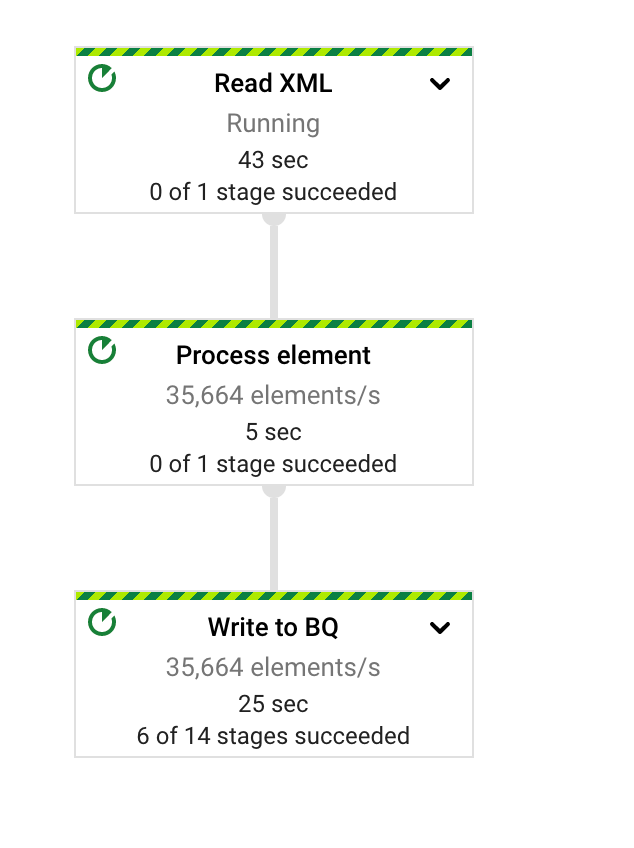 Read XML
Running
43 sec
0 of 1 stage succeeded
Process element
35,664 elements/s
5 sec
0 of 1 stage succeeded
Write to BQ
35,664 elements/s
25 sec
6 of 14 stages succeeded